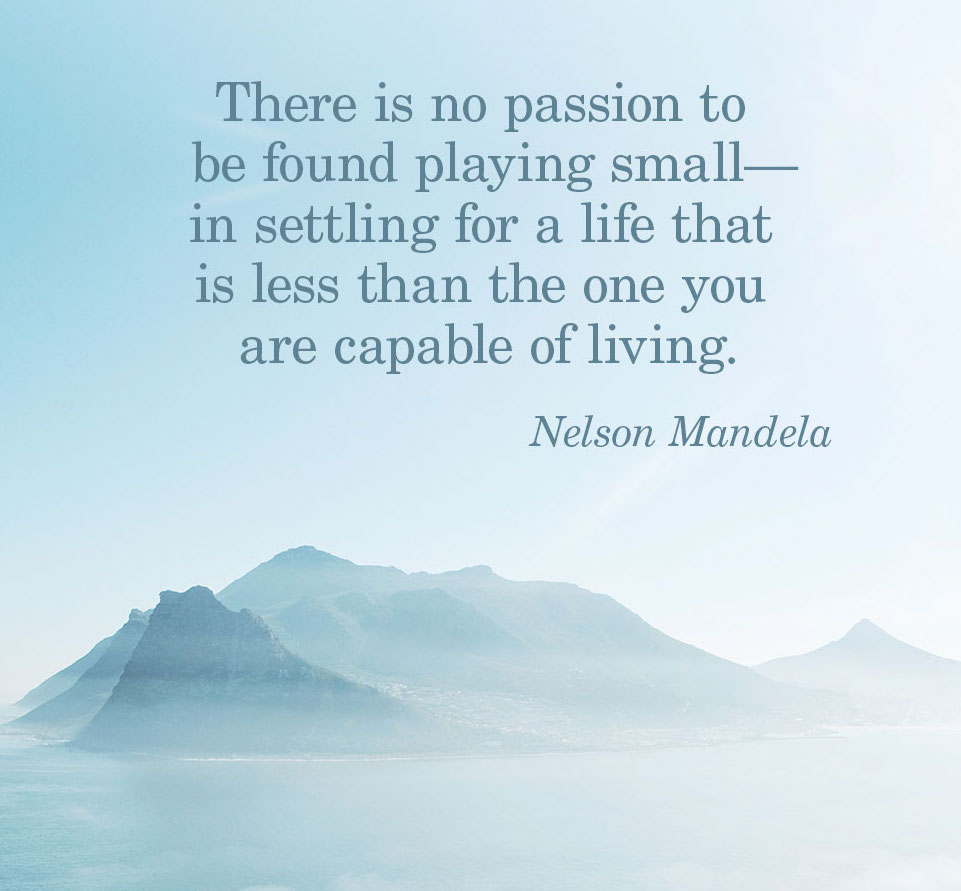 There is no passion to
be found playing small—
in settling for a life that
is less than the one you
are capable of living.
Nelson Mandela